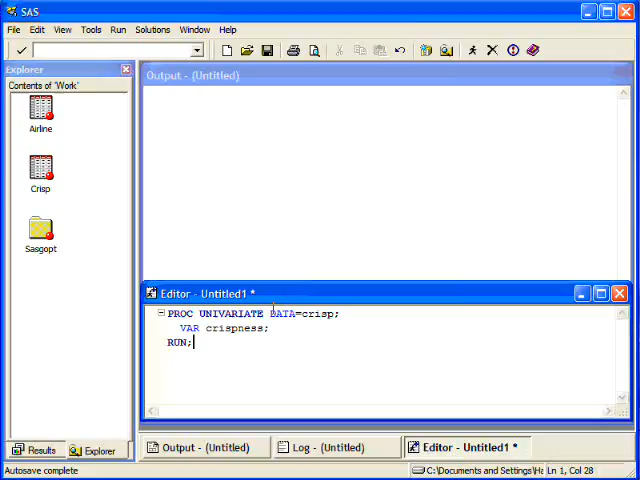 SAS
File Edit View Tools Run Solutions Window Help
Explorer
Contents of 'Work'
Airline
Crisp
Sasgopt
Output - (Untitled)
Editor - Untitled1 *
PROC UNIVARIATE DATA=crisp;
VAR crispness;
RUN;
Results Explorer
Output - (Untitled) Log - (Untitled) Editor - Untitled1 *
Autosave complete
C:\Documents and Settings\Ha
Ln 1, Col 28